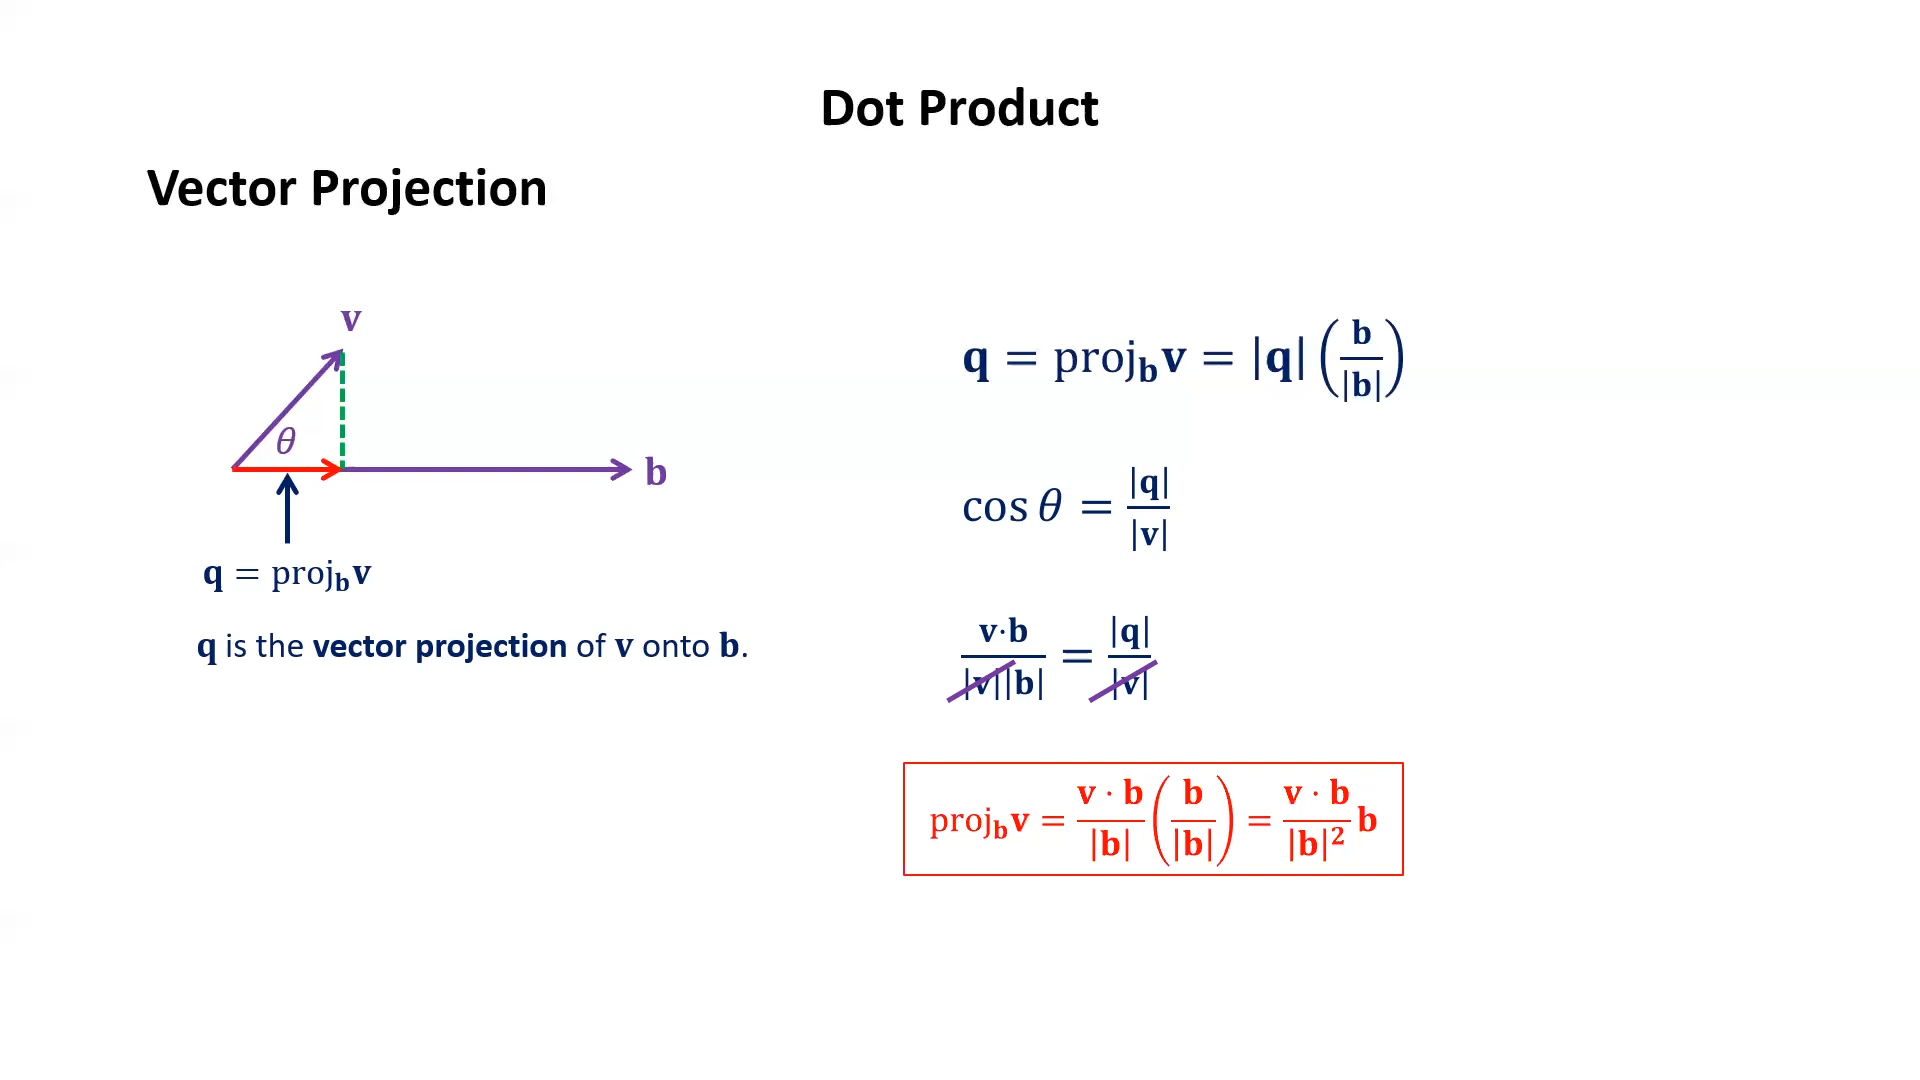 Dot Product
Vector Projection
v
θ
b
q = proj_b v
q is the vector projection of v onto b.
q = proj_b v = |q| (b/|b|)
cos θ = |q|/|v|
v·b/|v||b| = |q|/|v|
proj_b v = v · b/|b| (b/|b|) = v · b/|b|² b